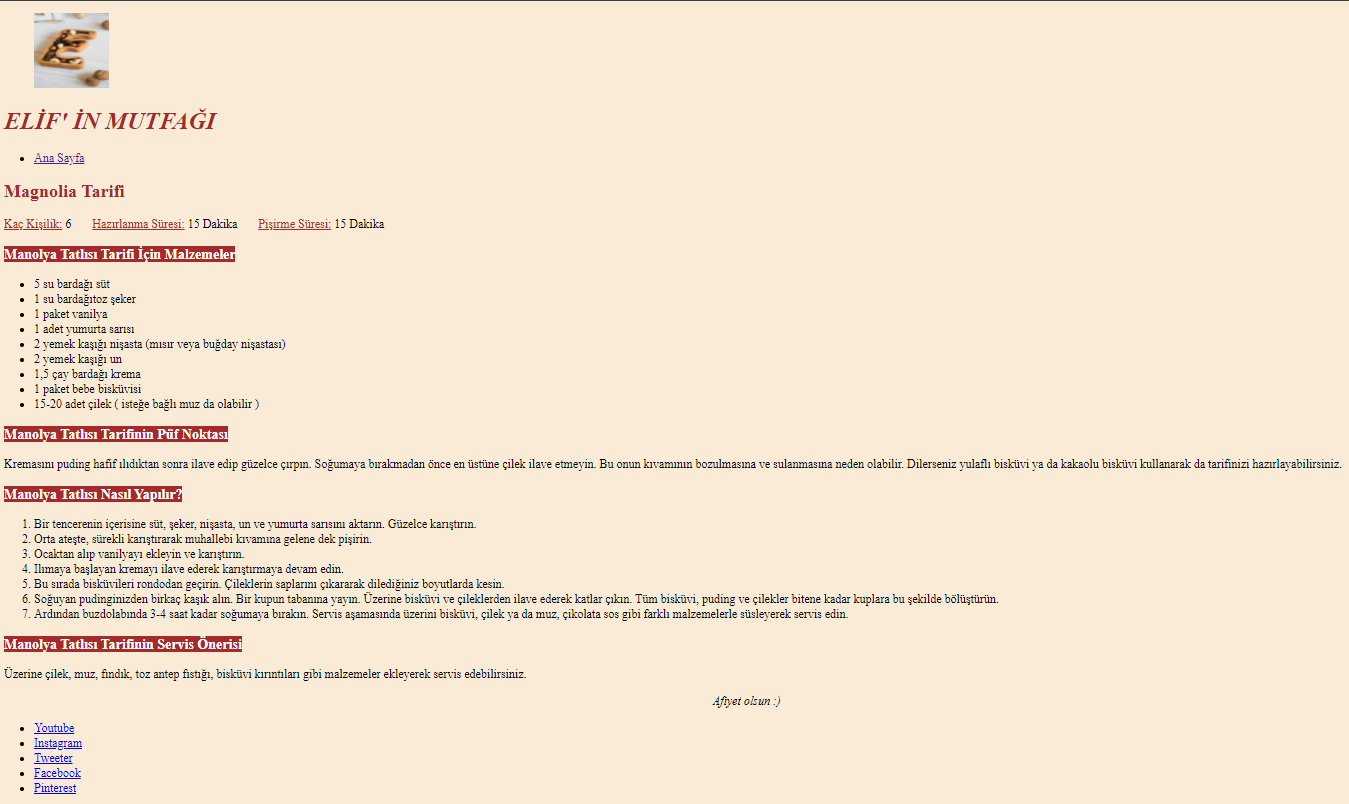 ELİF' İN MUTFAĞI
Ana Sayfa
Magnolia Tarifi
Kaç Kişilik: 6 Hazırlanma Süresi: 15 Dakika Pişirme Süresi: 15 Dakika
Manolya Tatlısı Tarifi İçin Malzemeler
5 su bardağı süt
1 su bardağıtoz şeker
1 paket vanilya
1 adet yumurta sarısı
2 yemek kaşığı nişasta (mısır veya buğday nişastası)
2 yemek kaşığı un
1,5 çay bardağı krema
1 paket bebe bisküvisi
15-20 adet çilek ( isteğe bağlı muz da olabilir )
Manolya Tatlısı Tarifinin Püf Noktası
Kremasını puding hafif ılıdıktan sonra ilave edip güzelce çırpın. Soğumaya bırakmadan önce en üstüne çilek ilave etmeyin. Bu onun kıvamının bozulmasına ve sulanmasına neden olabilir. Dilerseniz yulaflı bisküvi ya da kakaolu bisküvi kullanarak da tarifinizi hazırlayabilirsiniz.
Manolya Tatlısı Nasıl Yapılır?
1. Bir tencerenin içerisine süt, şeker, nişasta, un ve yumurta sarısını aktarın. Güzelce karıştırın.
2. Orta ateşte, sürekli karıştırarak muhallebi kıvamına gelene dek pişirin.
3. Ocaktan alıp vanilyayı ekleyin ve karıştırın.
4. Ilımaya başlayan kremayı ilave ederek karıştırmaya devam edin.
5. Bu sırada bisküvileri rondodan geçirin. Çileklerin saplarını çıkararak dilediğiniz boyutlarda kesin.
6. Soğuyan pudinginizden birkaç kaşık alın. Bir kupun tabanına yayın. Üzerine bisküvi ve çileklerden ilave ederek katlar çıkın. Tüm bisküvi, puding ve çilekler bitene kadar kuplara bu şekilde bölüştürün.
7. Ardından buzdolabında 3-4 saat kadar soğumaya bırakın. Servis aşamasında üzerini bisküvi, çilek ya da muz, çikolata sos gibi farklı malzemelerle süsleyerek servis edin.
Manolya Tatlısı Tarifinin Servis Önerisi
Üzerine çilek, muz, fındık, toz antep fıstığı, bisküvi kırıntıları gibi malzemeler ekleyerek servis edebilirsiniz.
Afiyet olsun :)
Youtube
Instagram
Tweeter
Facebook
Pinterest